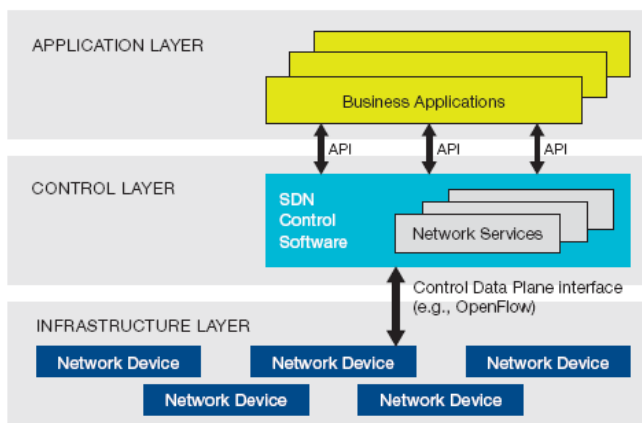 APPLICATION LAYER
Business Applications
API
API
API
CONTROL LAYER
SDN
Control
Software
Network Services
Control Data Plane interface
(e.g., OpenFlow)
INFRASTRUCTURE LAYER
Network Device
Network Device
Network Device
Network Device
Network Device